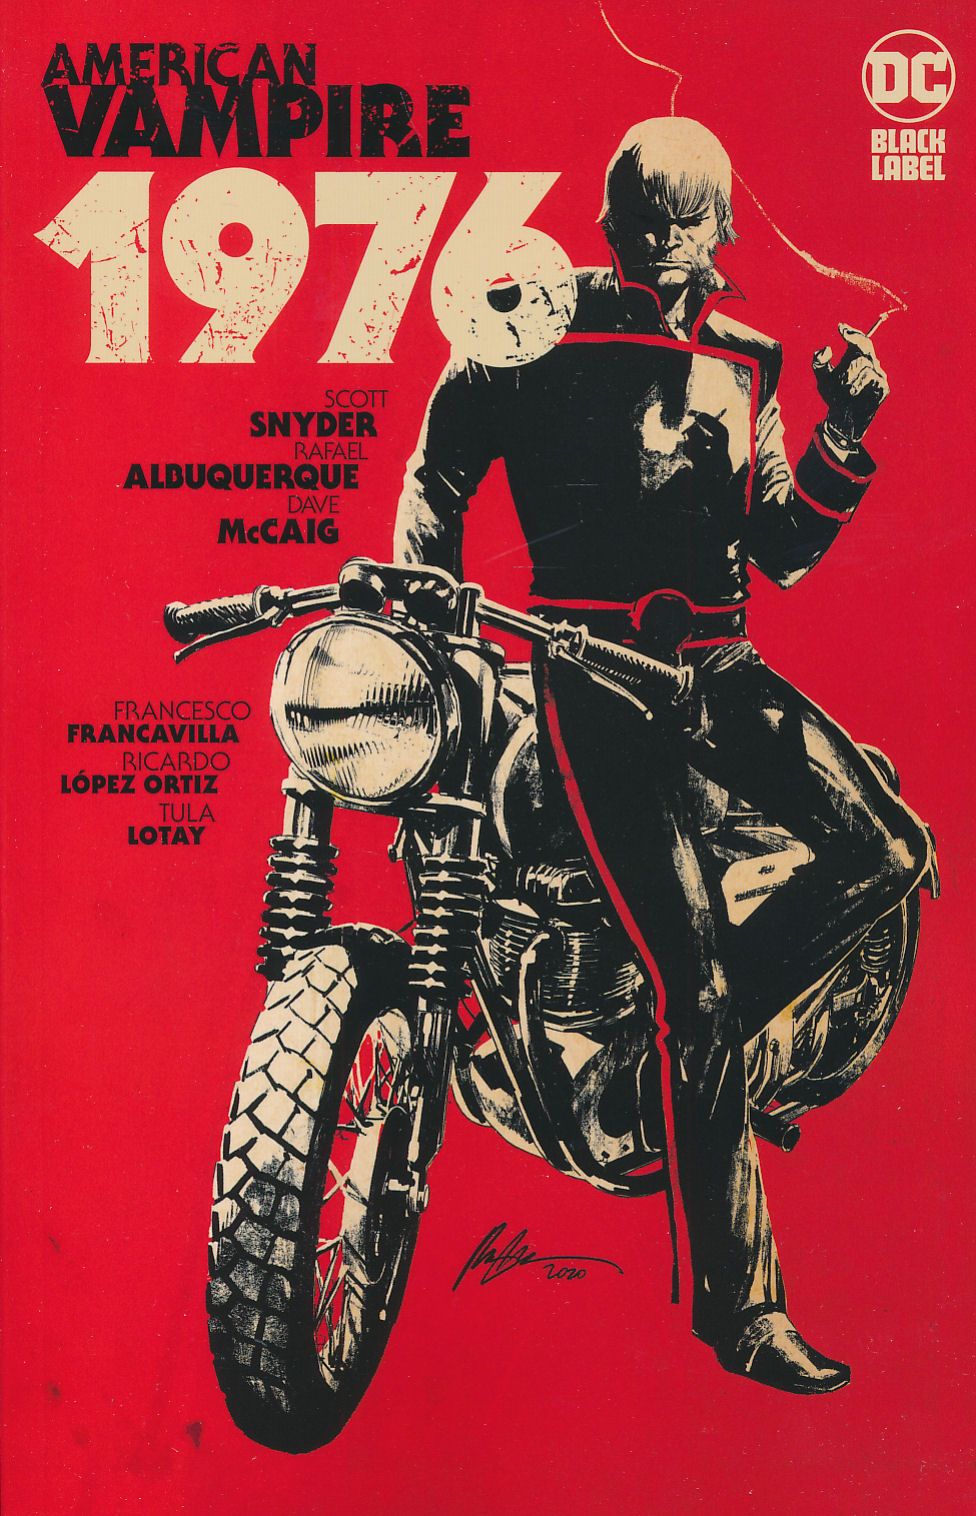 AMERICAN
VAMPIRE
1976
DC
BLACK
LABEL
SCOTT
SNYDER
RAFAEL
ALBUQUERQUE
DAVE
McCAIG
FRANCESCO
FRANCAVILLA
RICARDO
LÓPEZ ORTIZ
TULA
LOTAY
2020